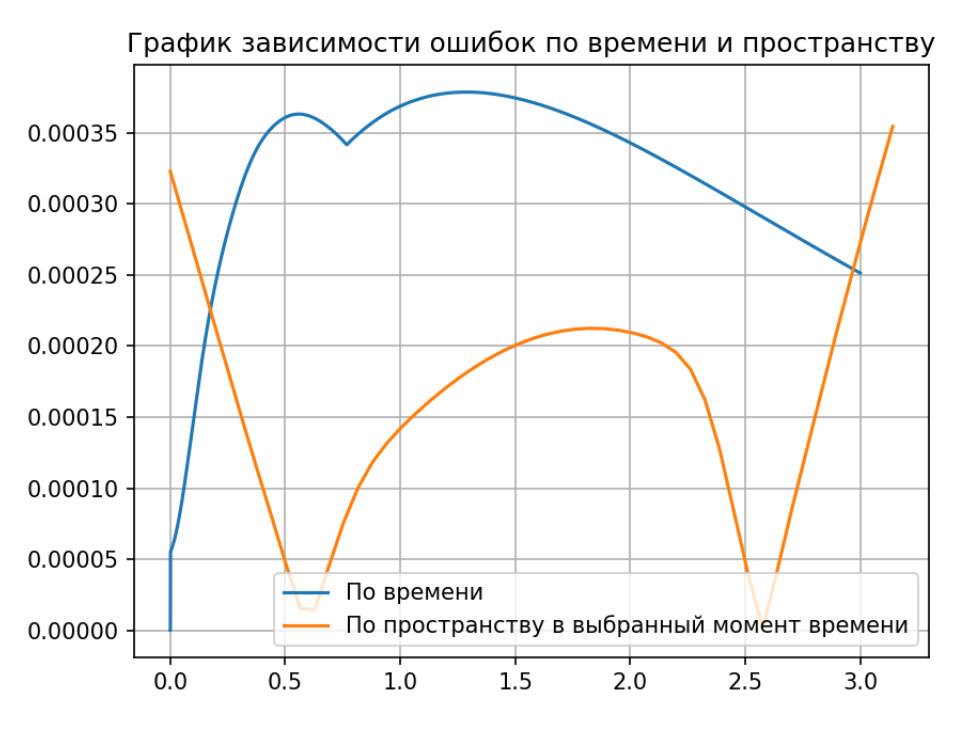 График зависимости ошибок по времени и пространству
0.00035
0.00030
0.00025
0.00020
0.00015
0.00010
0.00005
0.00000
По времени
По пространству в выбранный момент времени
0.0 0.5 1.0 1.5 2.0 2.5 3.0